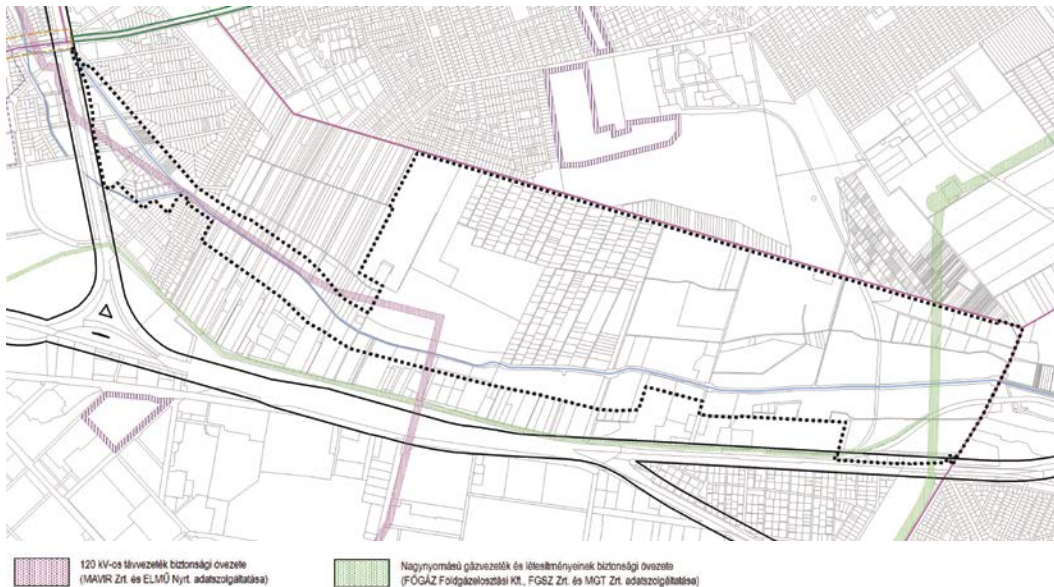 120 kV-os távvezeték biztonsági övezete
(MAVIR Zrt. és ELMŰ Nyrt. adatszolgáltatása)
Nagynyomású gázvezeték és létesítményeinek biztonsági övezete
(FŐGÁZ Földgázelosztási Kft., FGSZ Zrt. és MGT Zrt. adatszolgáltatása)